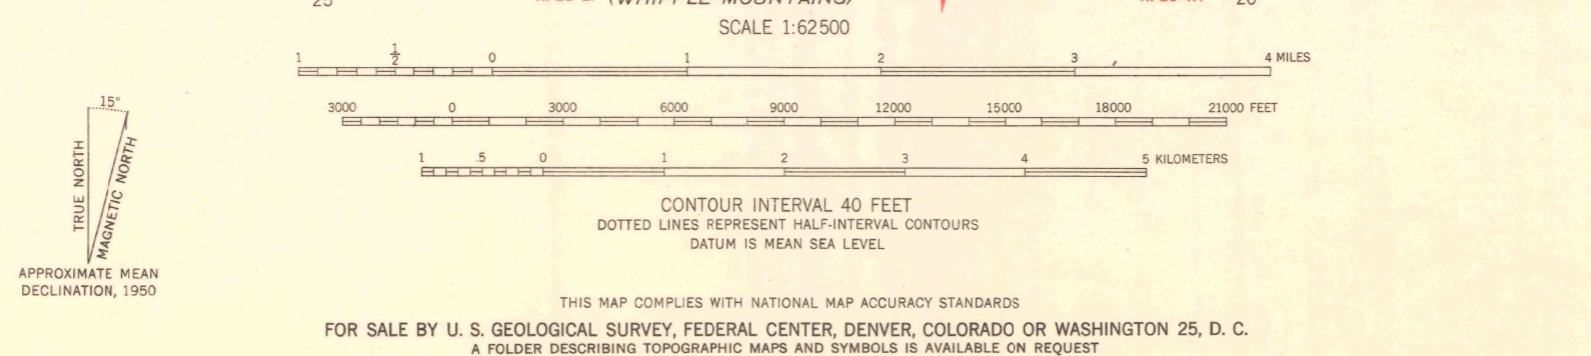 25
(WHIPPLE MOUNTAINS)
SCALE 1:62500
1 1/2 0 1 2 3 4 MILES
3000 0 3000 6000 9000 12000 15000 18000 21000 FEET
1 .5 0 1 2 3 4 5 KILOMETERS
15°
TRUE NORTH
MAGNETIC NORTH
APPROXIMATE MEAN
DECLINATION, 1950
CONTOUR INTERVAL 40 FEET
DOTTED LINES REPRESENT HALF-INTERVAL CONTOURS
DATUM IS MEAN SEA LEVEL
THIS MAP COMPLIES WITH NATIONAL MAP ACCURACY STANDARDS
FOR SALE BY U. S. GEOLOGICAL SURVEY, FEDERAL CENTER, DENVER, COLORADO OR WASHINGTON 25, D. C.
A FOLDER DESCRIBING TOPOGRAPHIC MAPS AND SYMBOLS IS AVAILABLE ON REQUEST